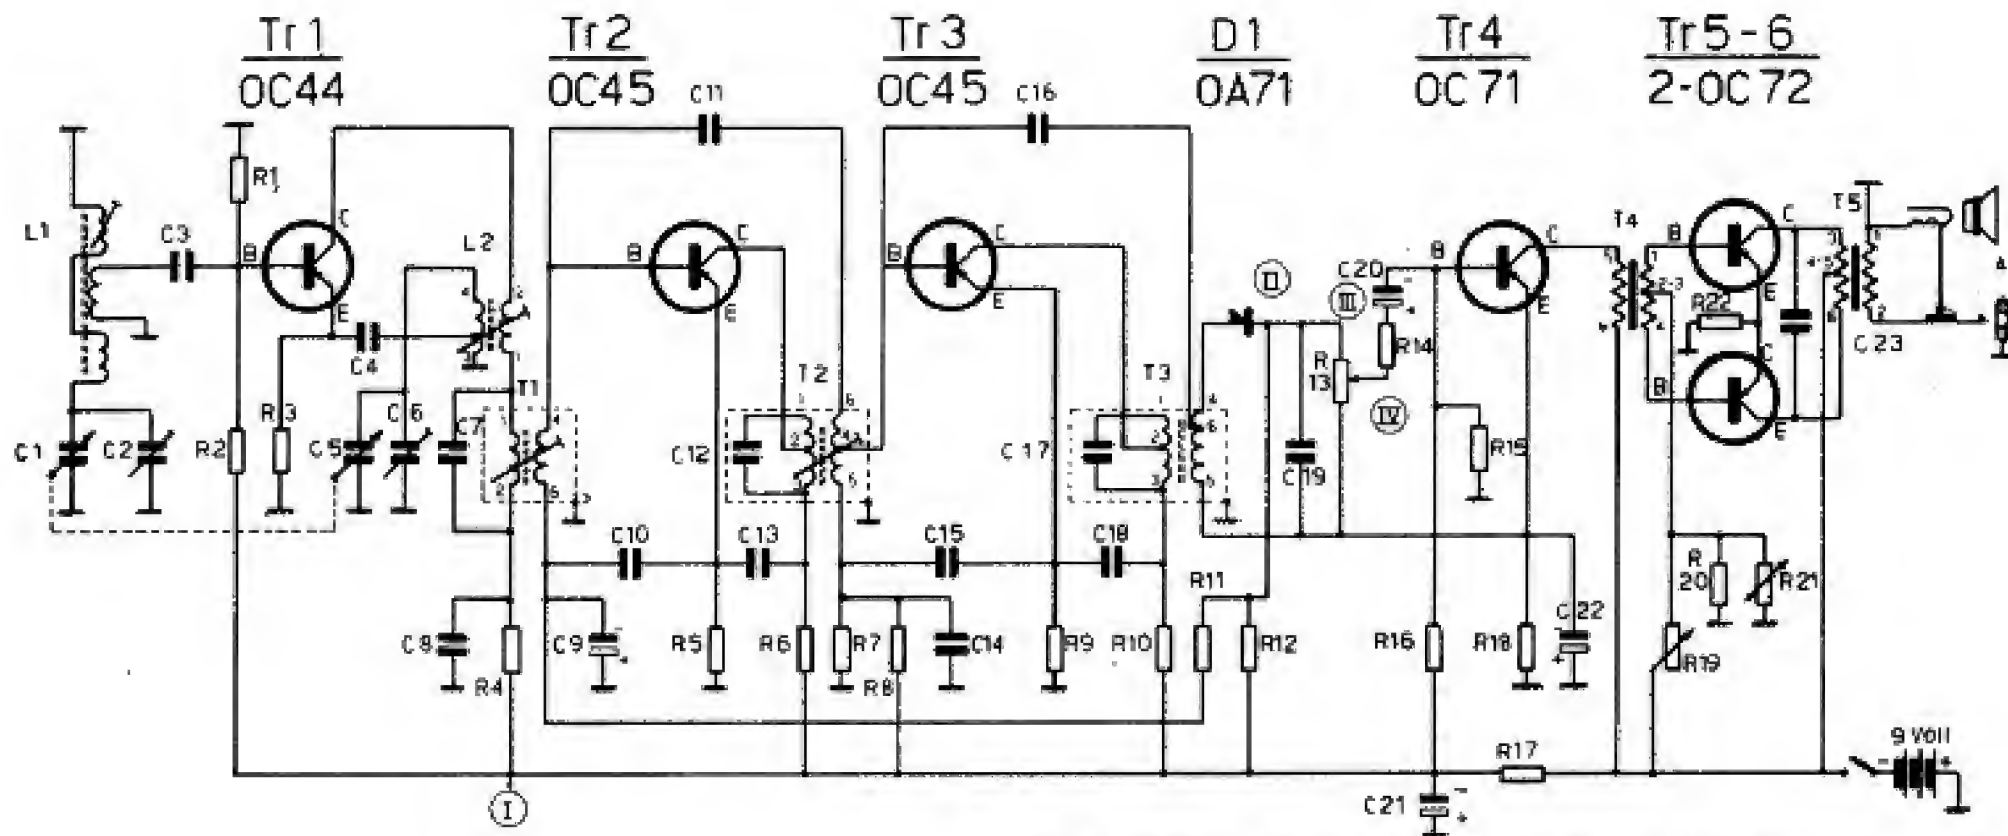 Tr1 Tr2 Tr3 D1 Tr4 Tr5-6
OC44 OC45 OC45 OA71 OC71 2-OC72
C11 C16
R1
L1 C3 B C E L2
C4
B C E
B C E
II
C20 - +
III
R14
R 13
IV
B C E
T4
B C E
R22
B C E
T5
C23
C1 C2 R2 R3 C5 C6 C7 T1
C12 T2
C17 T3
C19
R15
C10 C13 C15 C18
R11
R 20 R21
C8 R4 C9 - + R5 R6 R7 R8 C14 R9 R10 R12 R16 R18 C22 - + R19
R17
9 Volt
- +
I
C21 - +